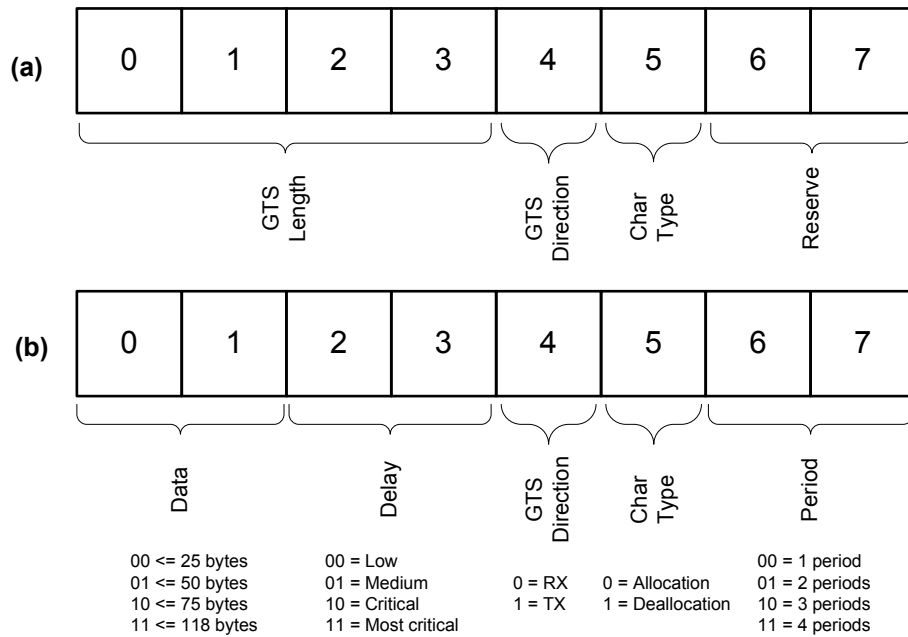 (a)
0 1 2 3 4 5 6 7
GTS
Length
GTS
Direction
Char
Type
Reserve
(b)
0 1 2 3 4 5 6 7
Data
Delay
GTS
Direction
Char
Type
Period
00 <= 25 bytes
01 <= 50 bytes
10 <= 75 bytes
11 <= 118 bytes
00 = Low
01 = Medium
10 = Critical
11 = Most critical
0 = RX
1 = TX
0 = Allocation
1 = Deallocation
00 = 1 period
01 = 2 periods
10 = 3 periods
11 = 4 periods